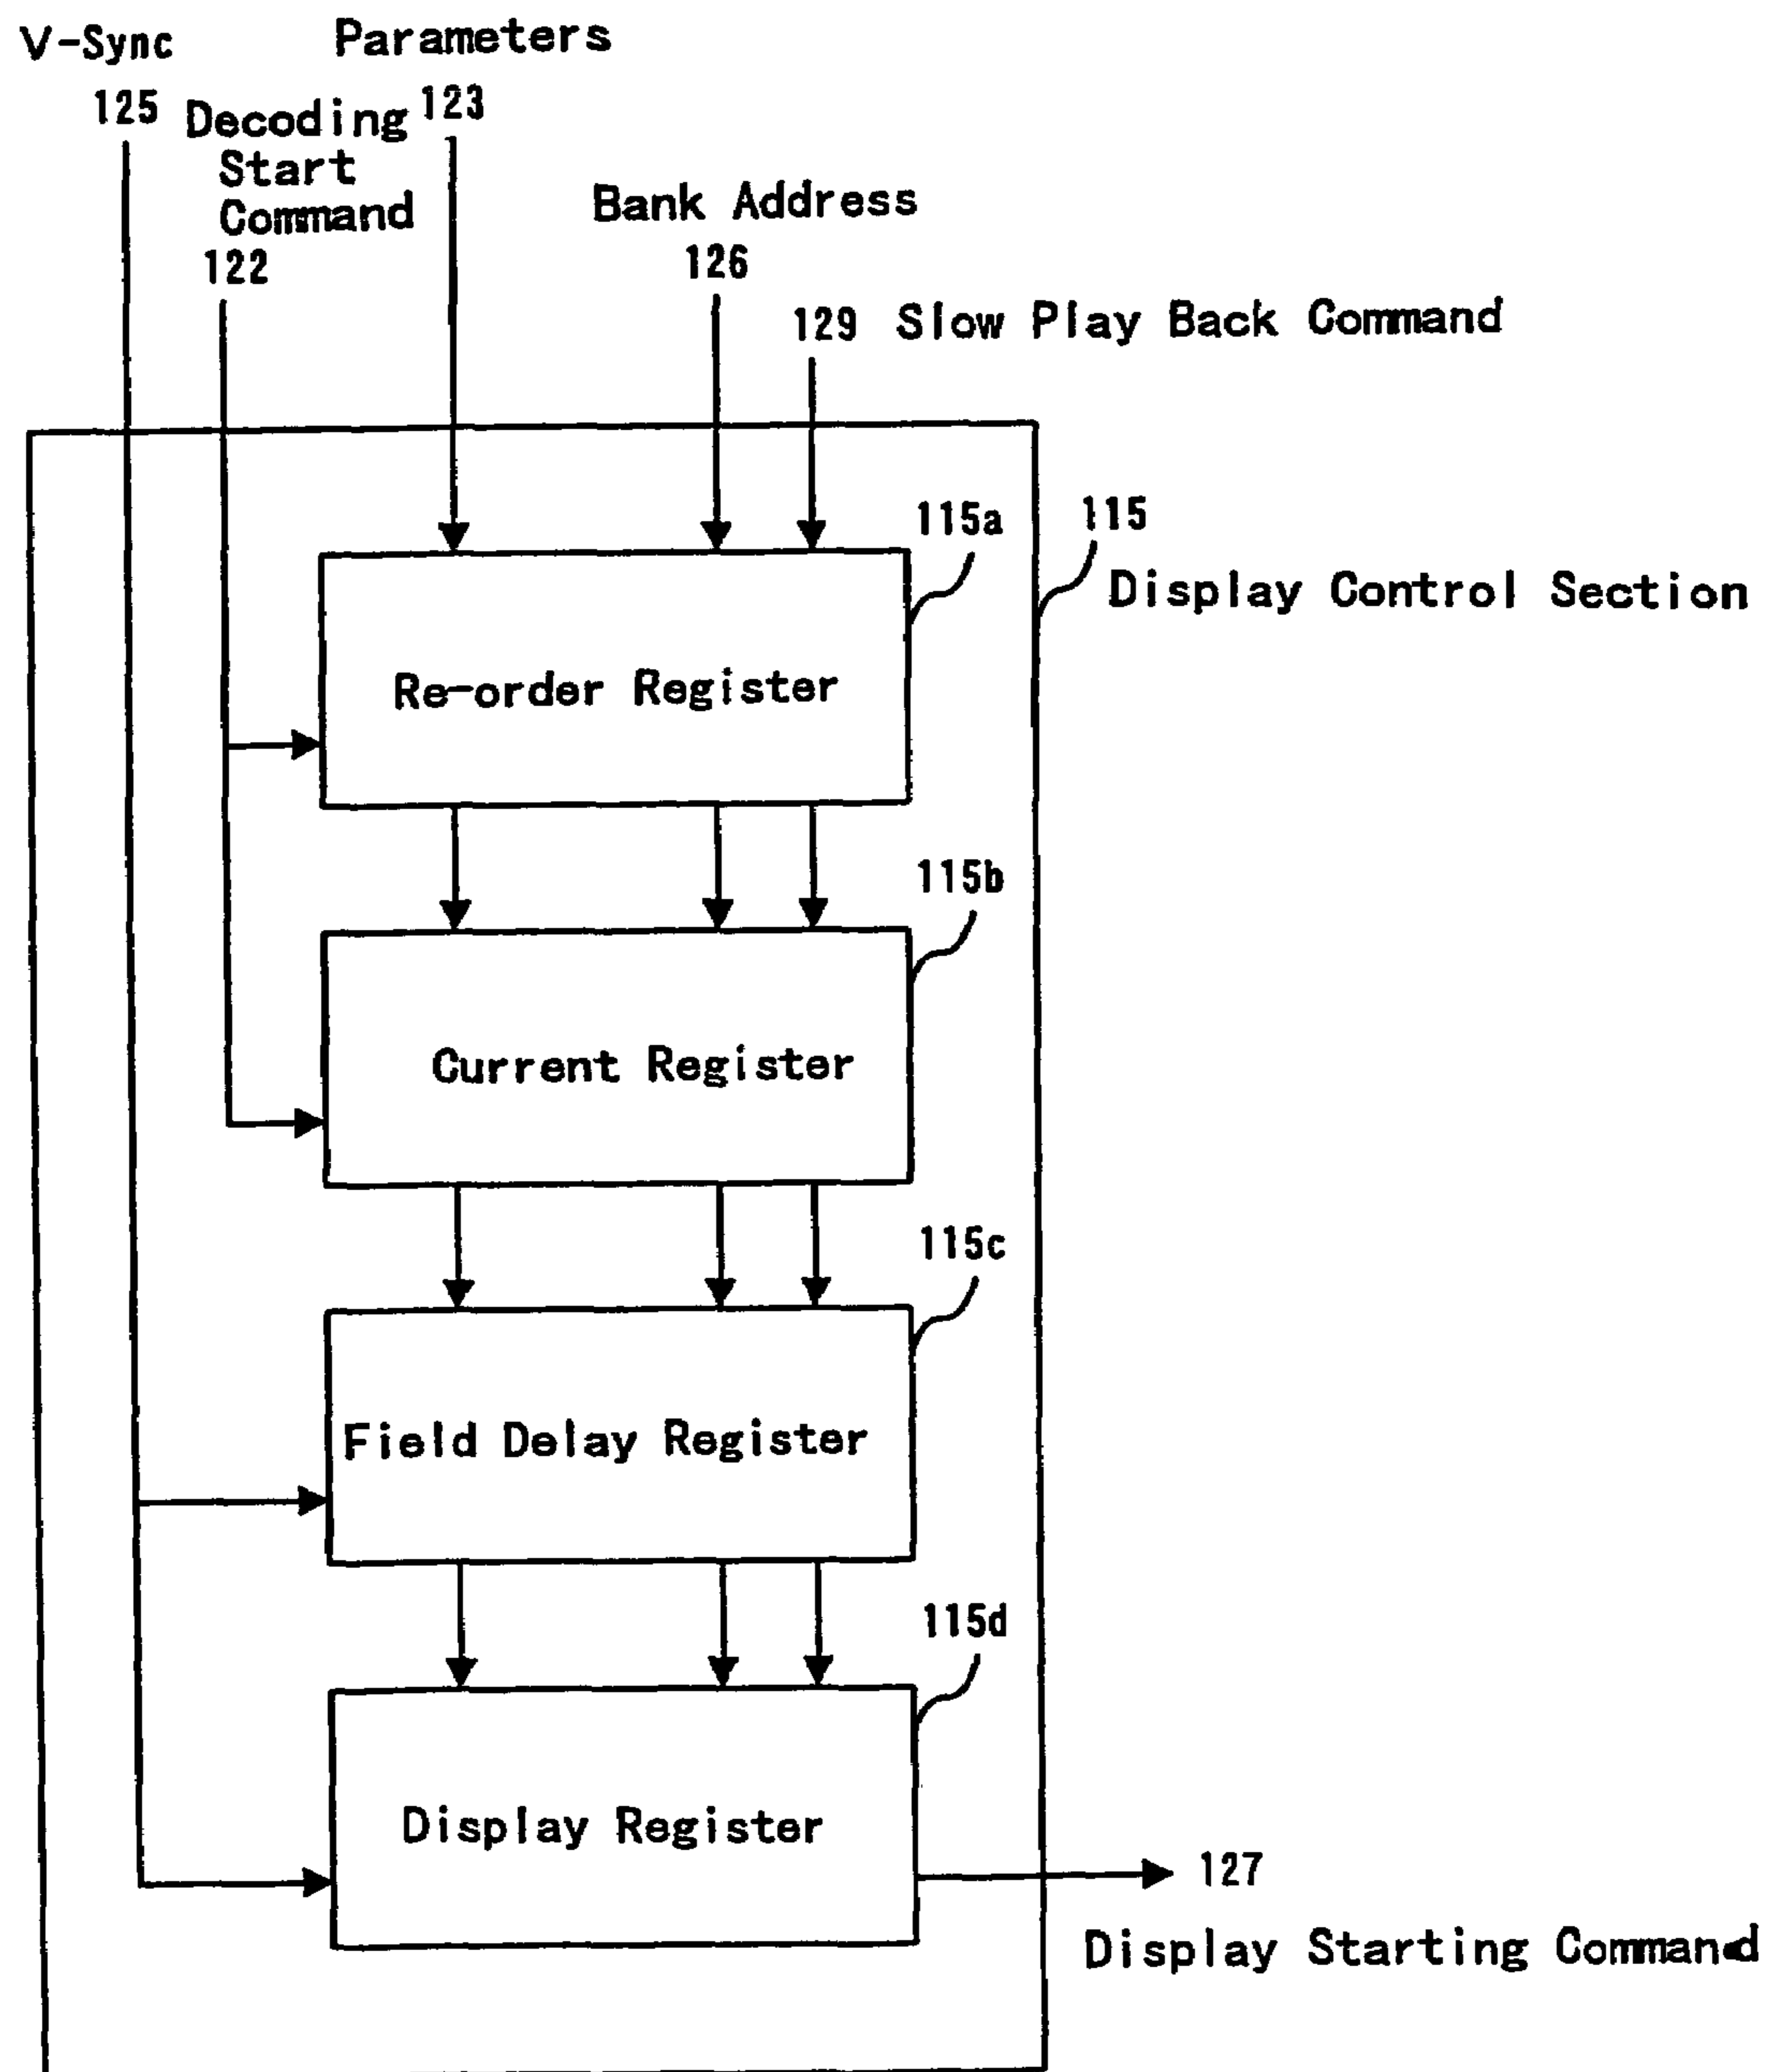 V-Sync
125
Parameters
123
Decoding
Start
Command
122
Bank Address
126
129 Slow Play Back Command
115a
115
Display Control Section
Re-order Register
115b
Current Register
115c
Field Delay Register
115d
Display Register
127
Display Starting Command